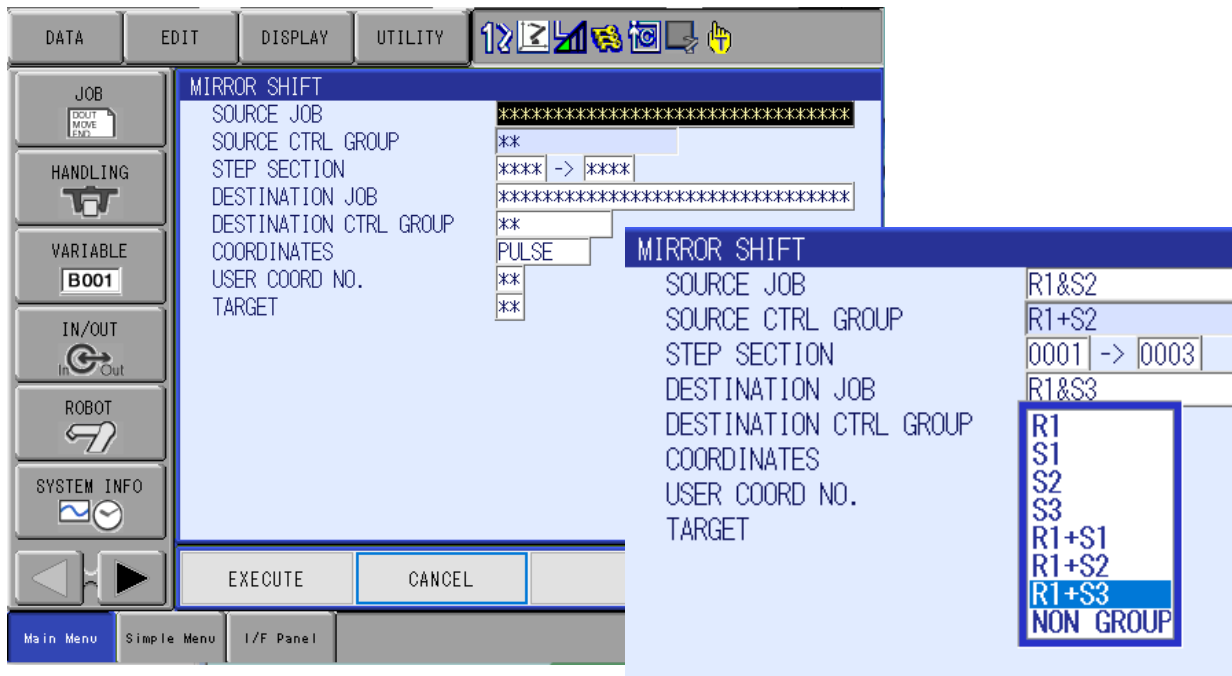 DATA EDIT DISPLAY UTILITY
JOB
DOUT
MOVE
END
HANDLING
VARIABLE
B001
IN/OUT
In Out
ROBOT
SYSTEM INFO
MIRROR SHIFT
SOURCE JOB ********************************
SOURCE CTRL GROUP **
STEP SECTION **** -> ****
DESTINATION JOB ********************************
DESTINATION CTRL GROUP **
COORDINATES PULSE
USER COORD NO. **
TARGET **
EXECUTE CANCEL
Main Menu Simple Menu I/F Panel
MIRROR SHIFT
SOURCE JOB R1&S2
SOURCE CTRL GROUP R1+S2
STEP SECTION 0001 -> 0003
DESTINATION JOB R1&S3
DESTINATION CTRL GROUP
COORDINATES
USER COORD NO.
TARGET
R1
S1
S2
S3
R1+S1
R1+S2
R1+S3
NON GROUP